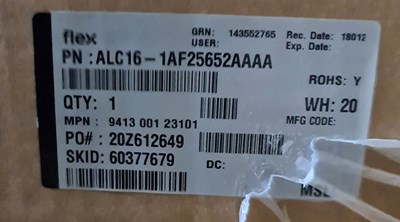 flex GRN: 143552765 Rec. Date: 18012
USER: Exp. Date:
PN : ALC16-1AF25652AAAA
ROHS: Y
QTY: 1 WH: 20
MPN : 9413 001 23101 MFG CODE:
PO# : 20Z612649
SKID: 60377679 DC: